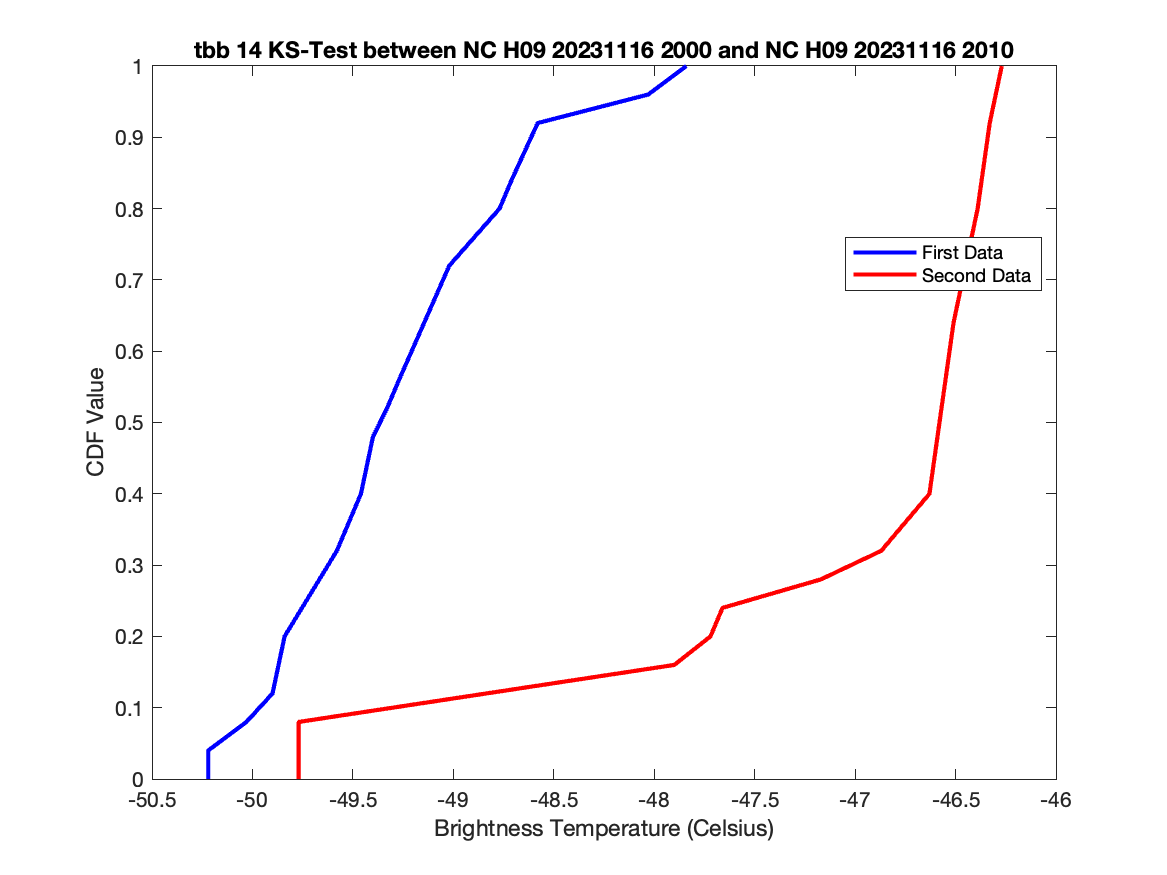 tbb 14 KS-Test between NC H09 20231116 2000 and NC H09 20231116 2010
1
0.9
0.8
First Data
Second Data
0.7
0.6
0.5
CDF Value
0.4
0.3
0.2
0.1
0
-50.5 -50 -49.5 -49 -48.5 -48 -47.5 -47 -46.5 -46
Brightness Temperature (Celsius)